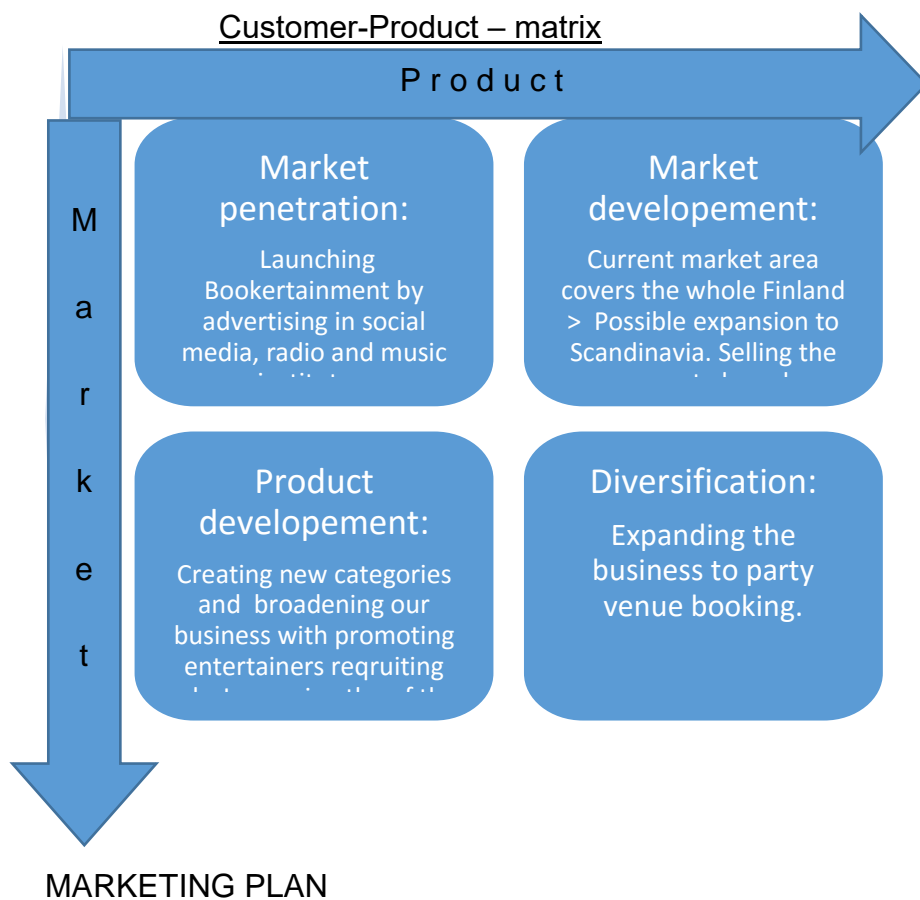 Customer-Product – matrix
P r o d u c t
M
a
r
k
e
t
Market
penetration:
Launching
Bookertainment by
advertising in social
media, radio and music
Market
developement:
Current market area
covers the whole Finland
> Possible expansion to
Scandinavia. Selling the
Product
developement:
Creating new categories
and broadening our
business with promoting
entertainers reqruiting
Diversification:
Expanding the
business to party
venue booking.
MARKETING PLAN